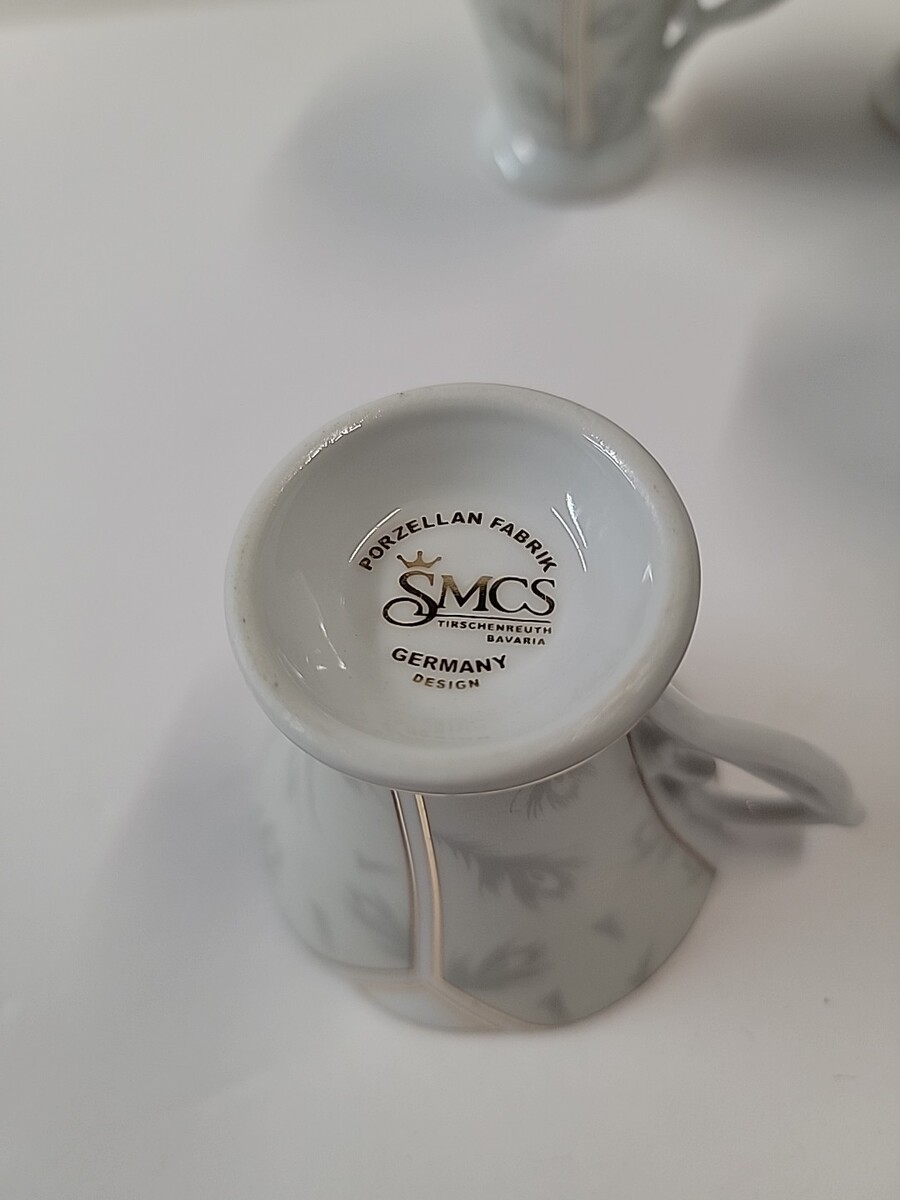 PORZELLAN FABRIK
SMCS
TIRSCHENREUTH
BAVARIA
GERMANY
DESIGN